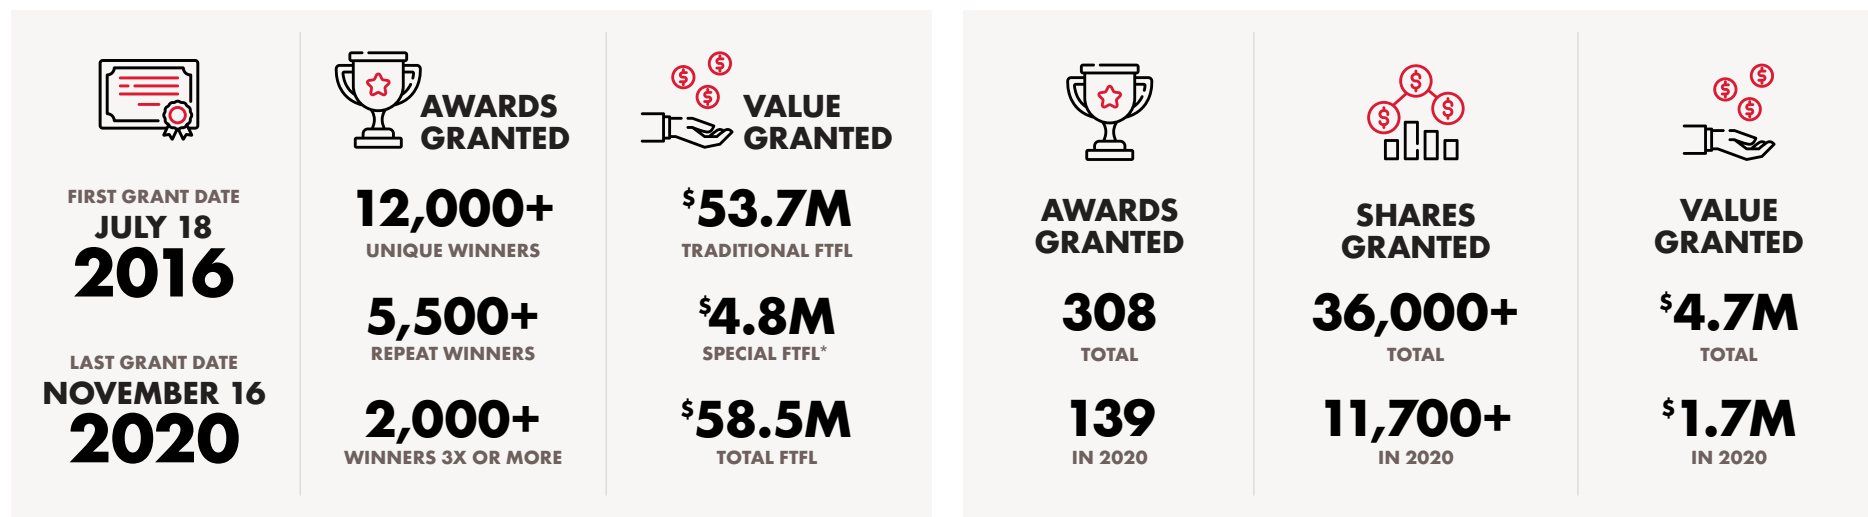 FIRST GRANT DATE
JULY 18
2016
LAST GRANT DATE
NOVEMBER 16
2020
AWARDS
GRANTED
12,000+
UNIQUE WINNERS
5,500+
REPEAT WINNERS
2,000+
WINNERS 3X OR MORE
VALUE
GRANTED
$53.7M
TRADITIONAL FTFL
$4.8M
SPECIAL FTFL*
$58.5M
TOTAL FTFL
AWARDS
GRANTED
308
TOTAL
139
IN 2020
SHARES
GRANTED
36,000+
TOTAL
11,700+
IN 2020
VALUE
GRANTED
$4.7M
TOTAL
$1.7M
IN 2020